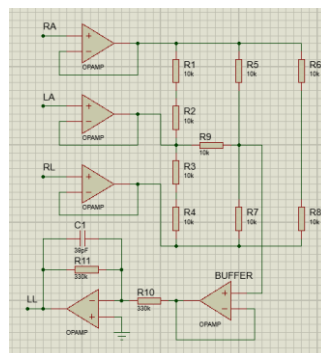 RA
OPAMP
R1
10k
R5
10k
R6
10k
LA
OPAMP
R2
10k
R9
10k
RL
OPAMP
R3
10k
R4
10k
R7
10k
R8
10k
C1
39pF
R11
330k
LL
OPAMP
R10
330k
BUFFER
OPAMP